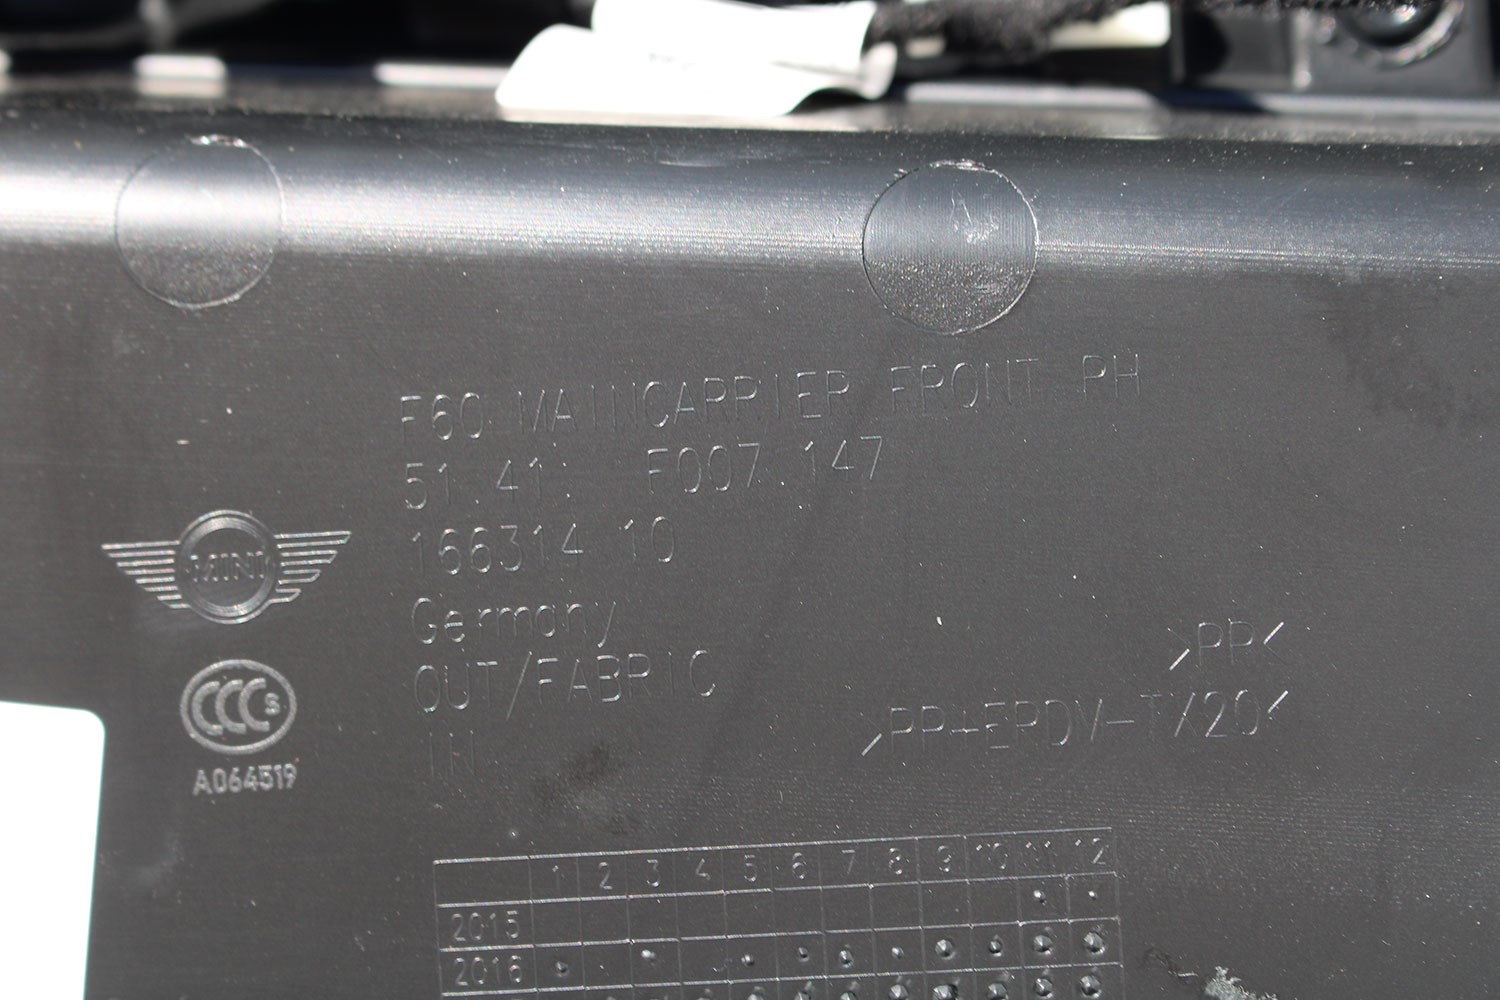 F60 MAINCARRIER FRONT RH
51.41: F007.147
166314 10
MINI
Germany
OUT/FABRIC
IN
CCC S
A064519
>PP<
>PP+EPDM-TX20<
1 2 3 4 5 6 7 8 9 10 11 12
2015
2016